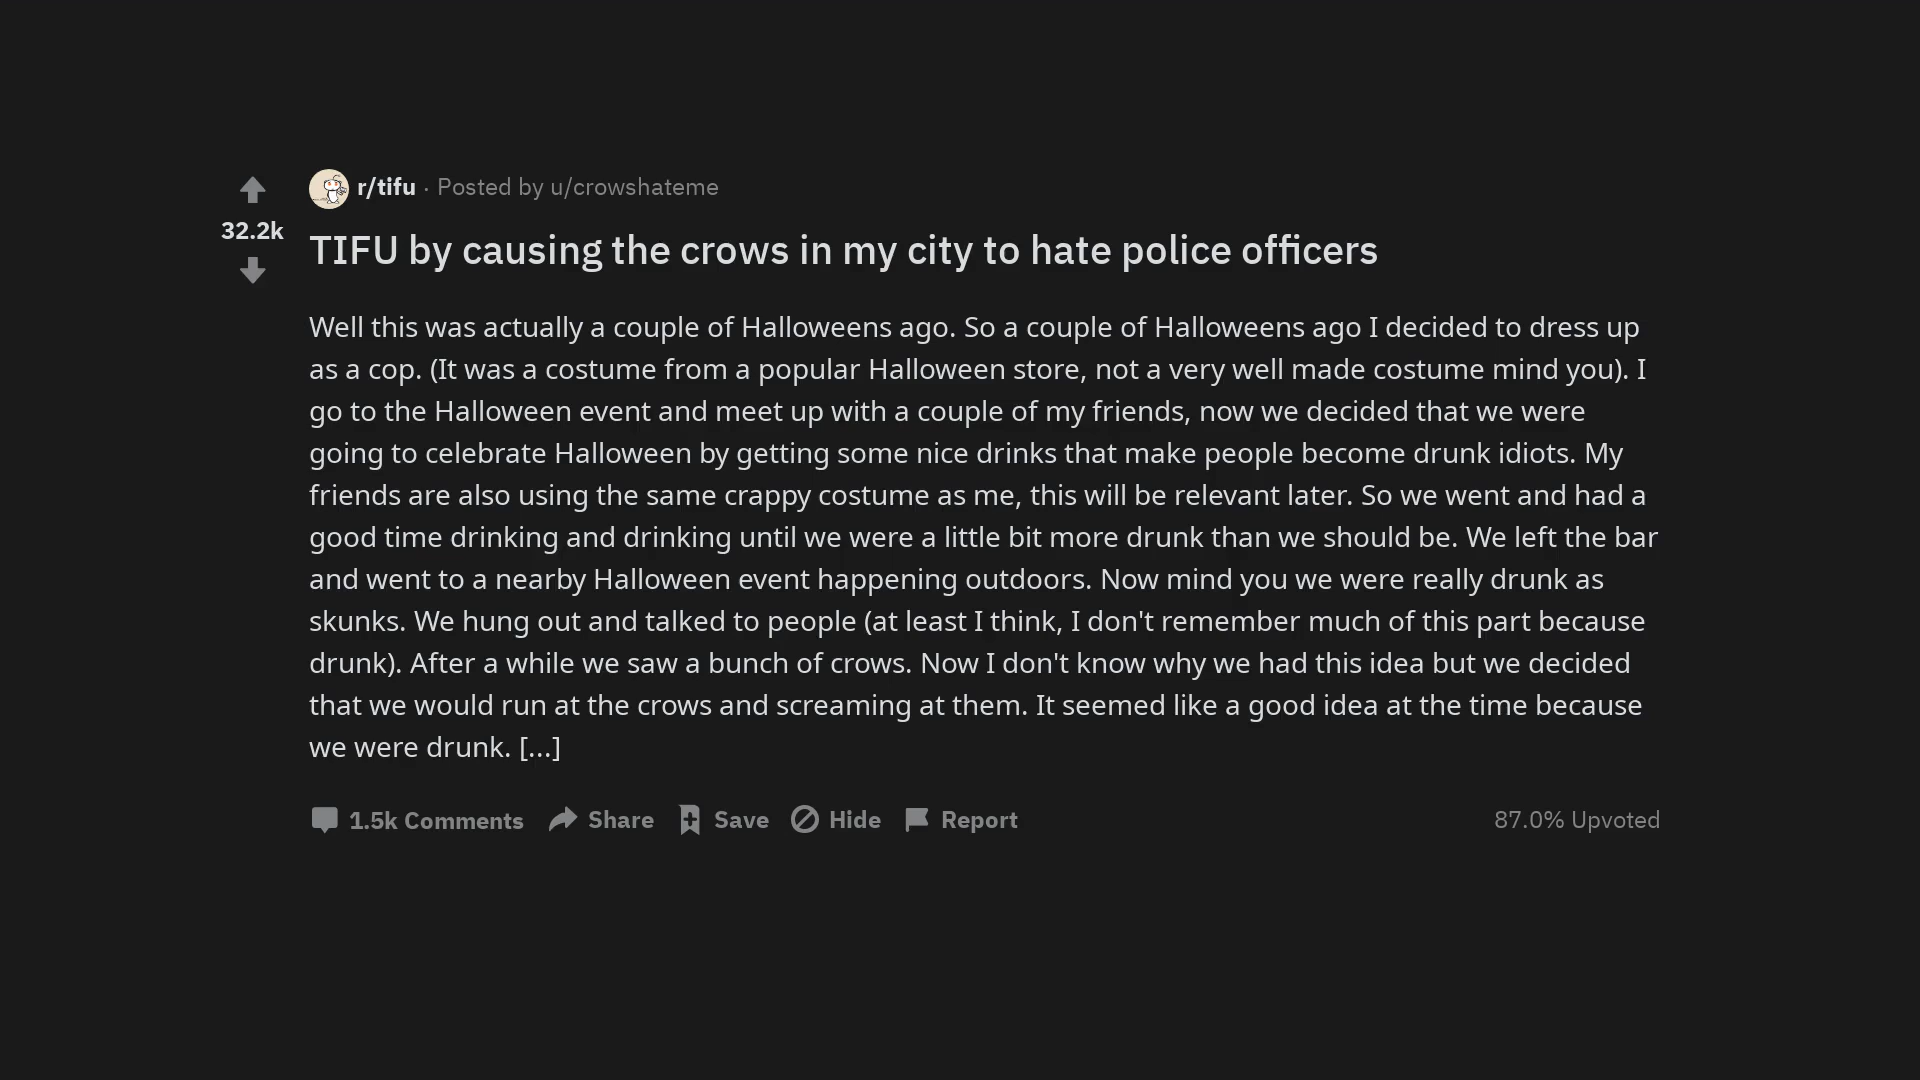 r/tifu · Posted by u/crowshateme
32.2k
TIFU by causing the crows in my city to hate police officers
Well this was actually a couple of Halloweens ago. So a couple of Halloweens ago I decided to dress up
as a cop. (It was a costume from a popular Halloween store, not a very well made costume mind you). I
go to the Halloween event and meet up with a couple of my friends, now we decided that we were
going to celebrate Halloween by getting some nice drinks that make people become drunk idiots. My
friends are also using the same crappy costume as me, this will be relevant later. So we went and had a
good time drinking and drinking until we were a little bit more drunk than we should be. We left the bar
and went to a nearby Halloween event happening outdoors. Now mind you we were really drunk as
skunks. We hung out and talked to people (at least I think, I don't remember much of this part because
drunk). After a while we saw a bunch of crows. Now I don't know why we had this idea but we decided
that we would run at the crows and screaming at them. It seemed like a good idea at the time because
we were drunk. [...]
1.5k Comments Share Save Hide Report 87.0% Upvoted